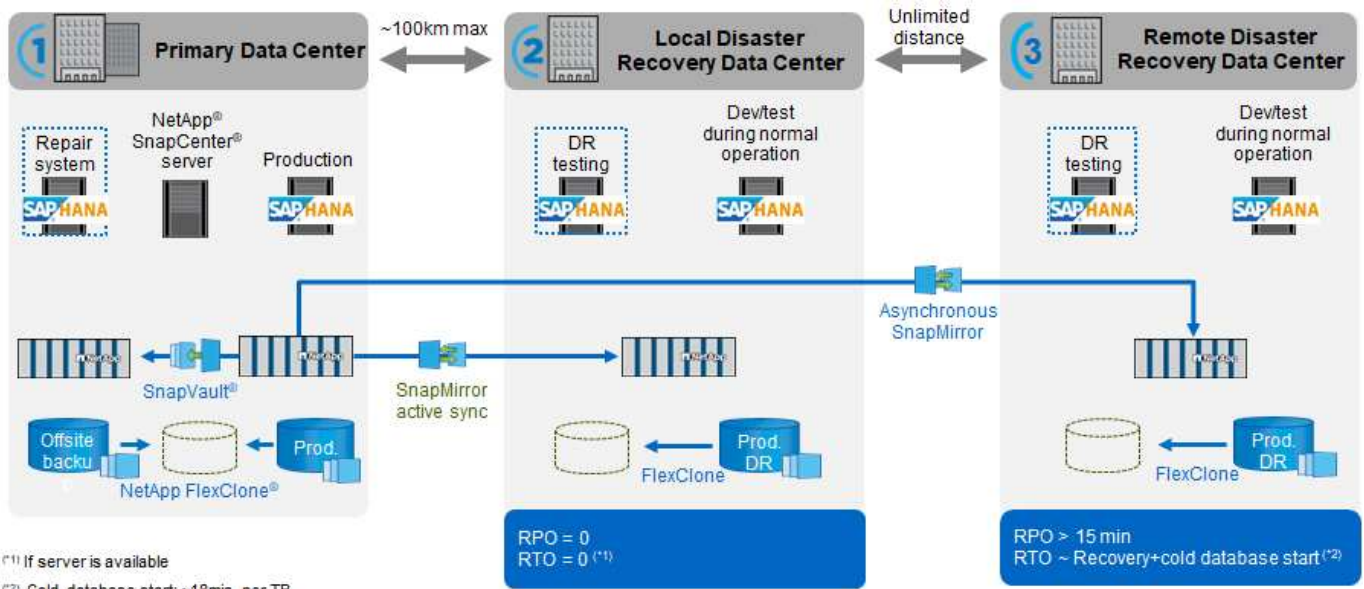 1
Primary Data Center
~100km max
2
Local Disaster
Recovery Data Center
Unlimited
distance
3
Remote Disaster
Recovery Data Center
Repair
system
SAP HANA
NetApp®
SnapCenter®
server
Production
SAP HANA
DR
testing
SAP HANA
Dev/test
during normal
operation
SAP HANA
DR
testing
SAP HANA
Dev/test
during normal
operation
SAP HANA
Asynchronous
SnapMirror
NetApp
SnapVault®
NetApp
SnapMirror
active sync
NetApp
NetApp
Offsite
backu
Prod.
NetApp FlexClone®
Prod.
DR
FlexClone
Prod.
DR
FlexClone
RPO = 0
RTO = 0 (*1)
RPO > 15 min
RTO ~ Recovery+cold database start (*2)
(*1) If server is available